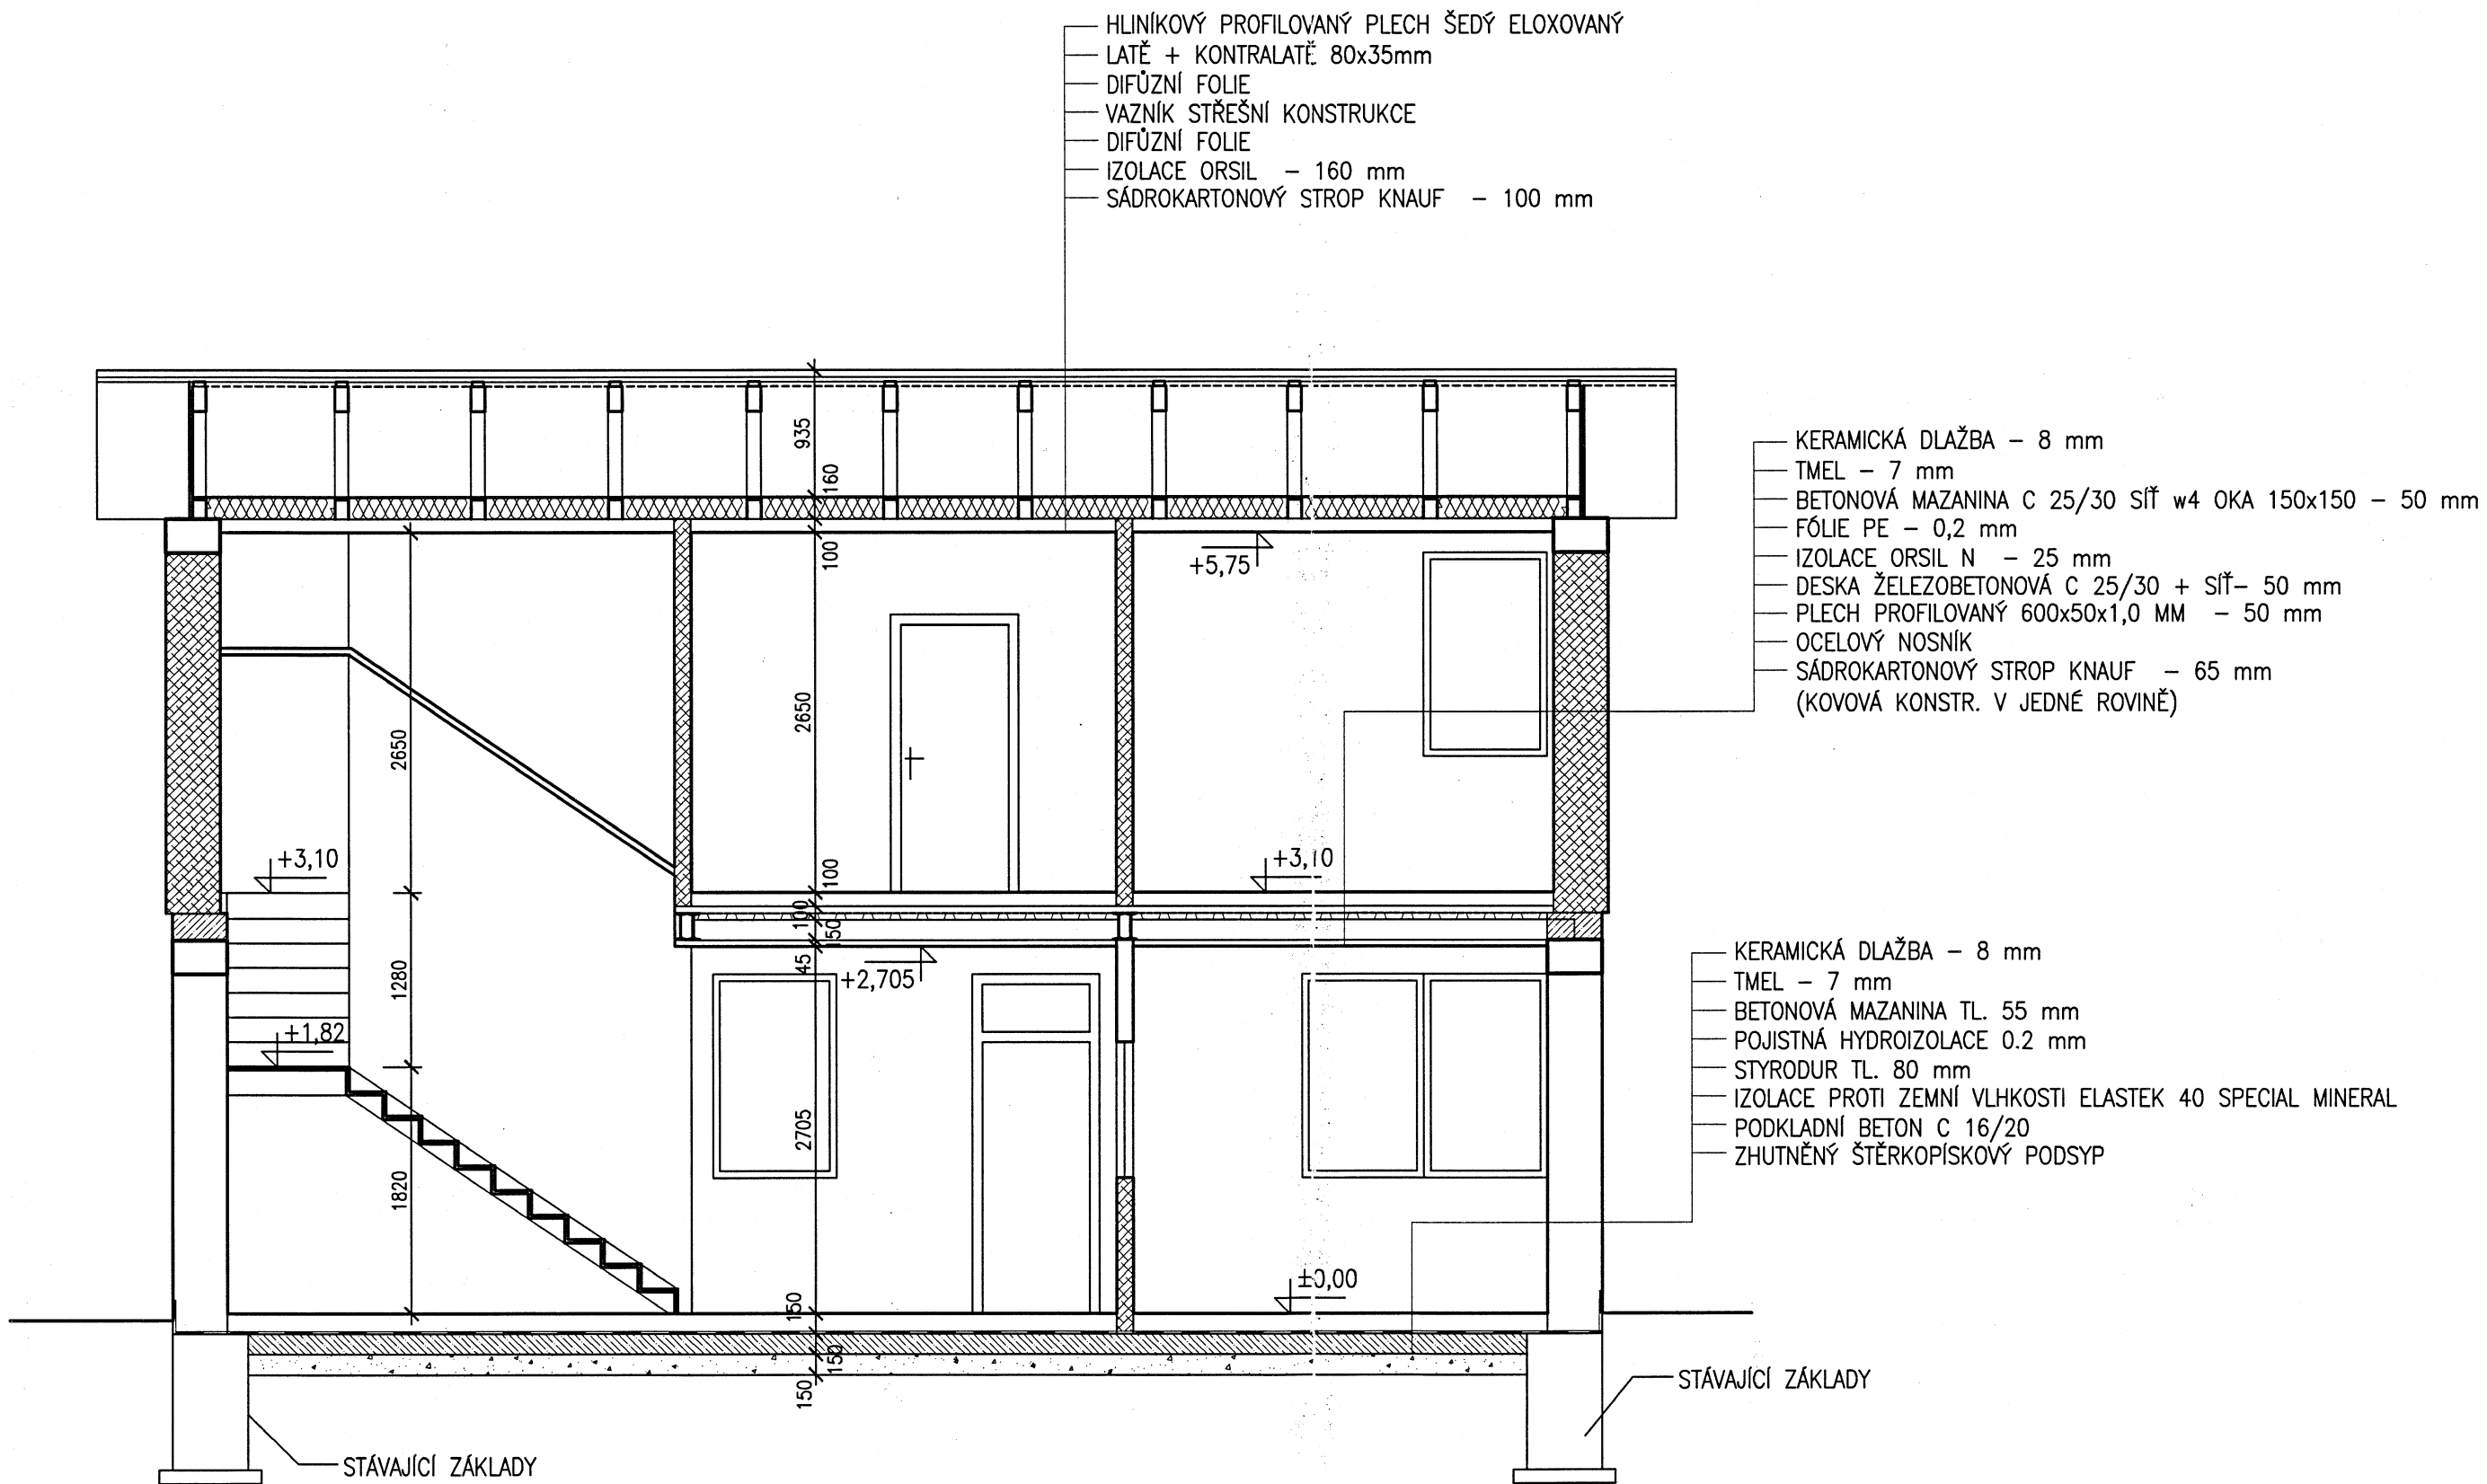 HLINÍKOVÝ PROFILOVANÝ PLECH ŠEDÝ ELOXOVANÝ
LATĚ + KONTRALATĚ 80x35mm
DIFŮZNÍ FOLIE
VAZNÍK STŘEŠNÍ KONSTRUKCE
DIFŮZNÍ FOLIE
IZOLACE ORSIL – 160 mm
SÁDROKARTONOVÝ STROP KNAUF – 100 mm
KERAMICKÁ DLAŽBA – 8 mm
TMEL – 7 mm
BETONOVÁ MAZANINA C 25/30 SÍŤ w4 OKA 150x150 – 50 mm
FÓLIE PE – 0,2 mm
IZOLACE ORSIL N – 25 mm
DESKA ŽELEZOBETONOVÁ C 25/30 + SÍŤ– 50 mm
PLECH PROFILOVANÝ 600x50x1,0 MM – 50 mm
OCELOVÝ NOSNÍK
SÁDROKARTONOVÝ STROP KNAUF – 65 mm
(KOVOVÁ KONSTR. V JEDNÉ ROVINĚ)
935
160
100
+5,75
2650
2650
+3,10
100
+3,10
100
150
45
+2,705
1280
+1,82
2705
1820
±0,00
150
150
150
KERAMICKÁ DLAŽBA – 8 mm
TMEL – 7 mm
BETONOVÁ MAZANINA TL. 55 mm
POJISTNÁ HYDROIZOLACE 0.2 mm
STYRODUR TL. 80 mm
IZOLACE PROTI ZEMNÍ VLHKOSTI ELASTEK 40 SPECIAL MINERAL
PODKLADNÍ BETON C 16/20
ZHUTNĚNÝ ŠTĚRKOPÍSKOVÝ PODSYP
STÁVAJÍCÍ ZÁKLADY
STÁVAJÍCÍ ZÁKLADY